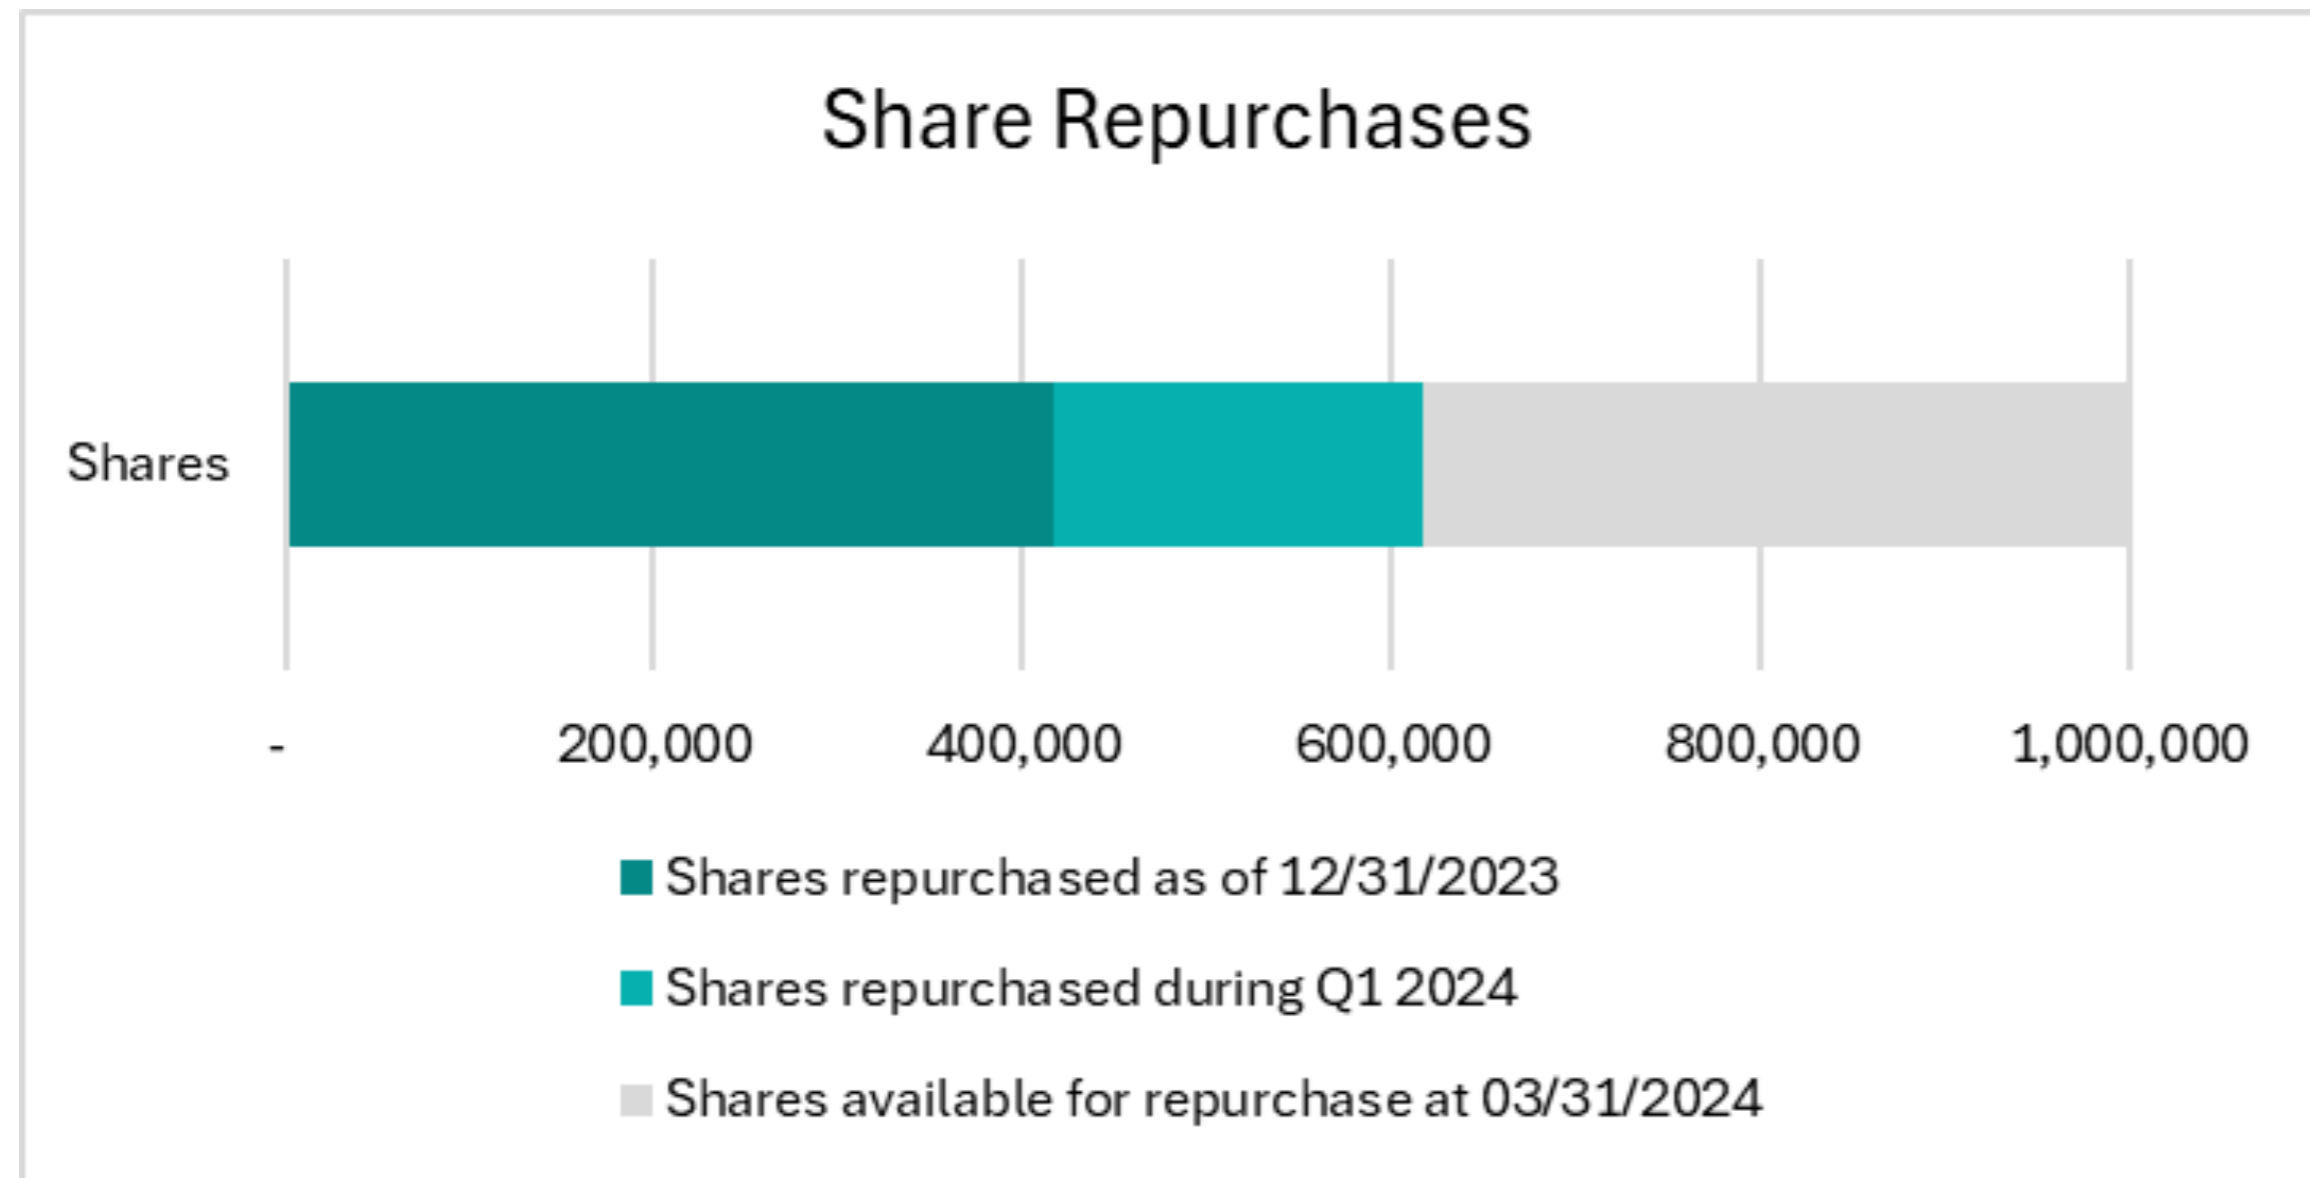 Share Repurchases
Shares
- 200,000 400,000 600,000 800,000 1,000,000
Shares repurchased as of 12/31/2023
Shares repurchased during Q1 2024
Shares available for repurchase at 03/31/2024